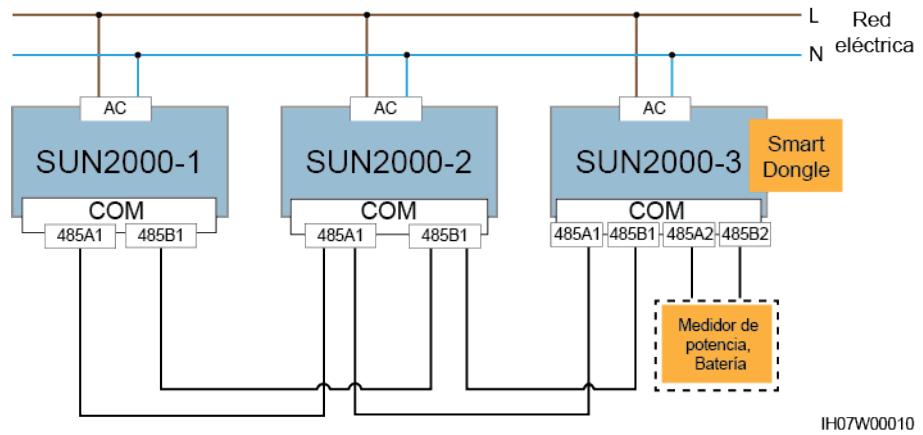 L
Red
eléctrica
N
AC
AC
AC
SUN2000-1
SUN2000-2
SUN2000-3
Smart
Dongle
COM
COM
COM
485A1
485B1
485A1
485B1
485A1
485B1
485A2
485B2
Medidor de
potencia,
Batería
IH07W00010